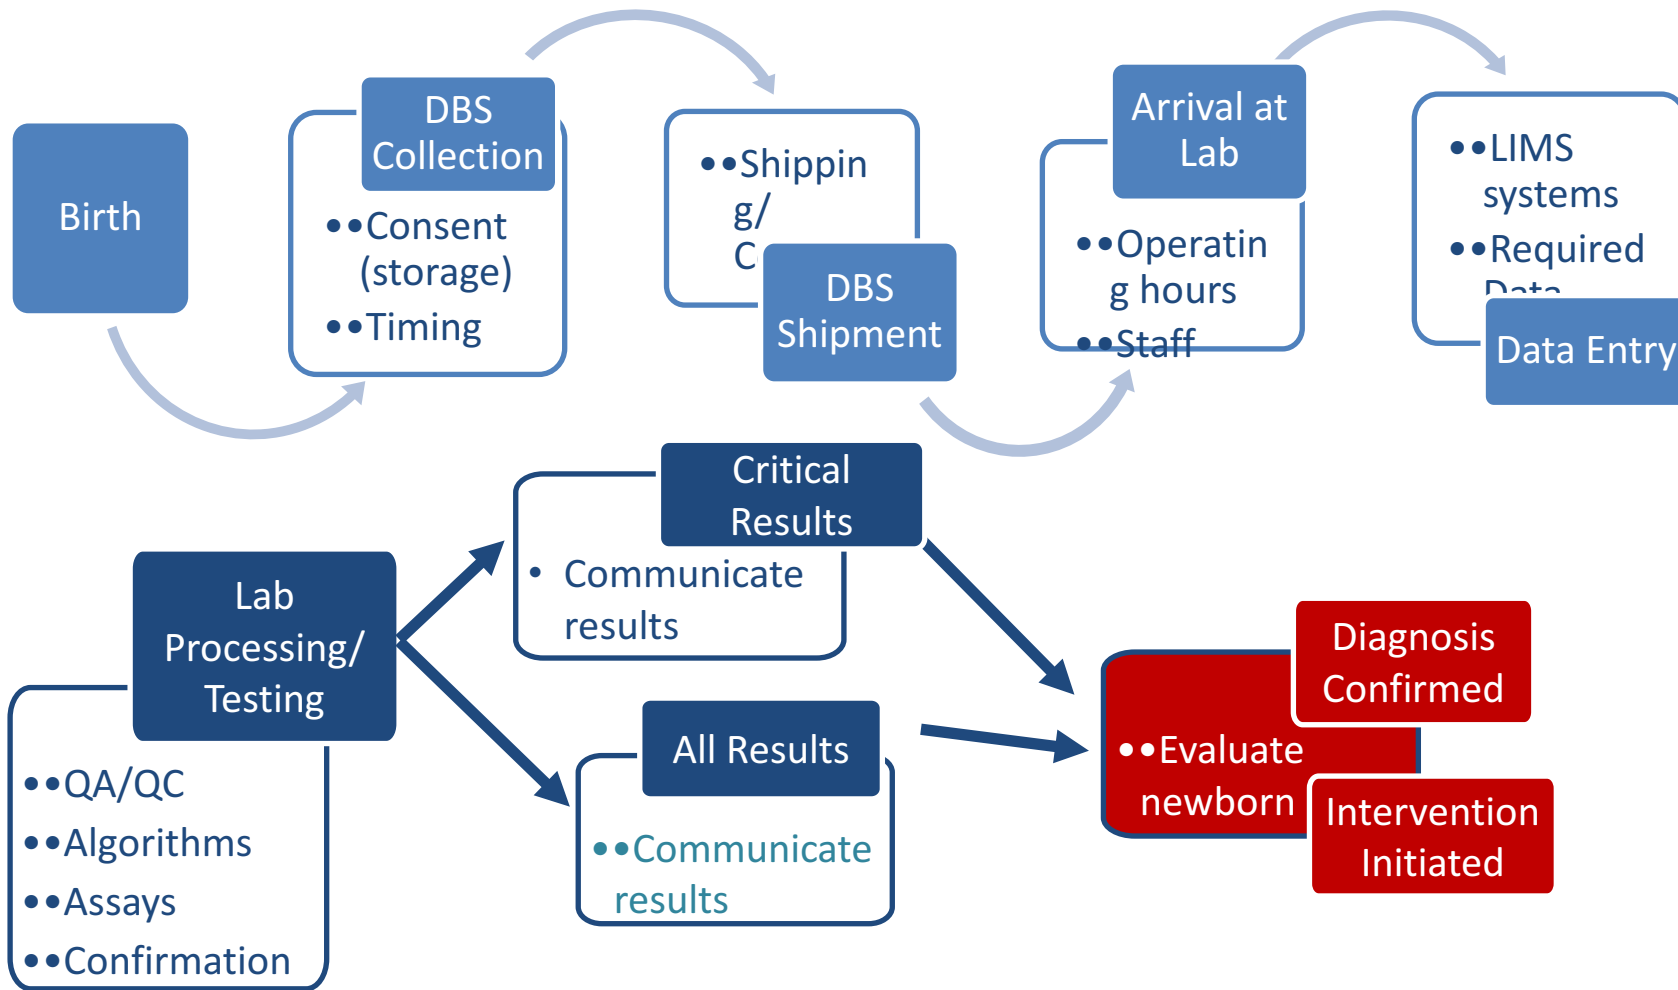 Birth
DBS
Collection
••Consent
(storage)
••Timing
••Shippin
g/
DBS
Shipment
Arrival at
Lab
••Operatin
g hours
••Staff
••LIMS
systems
••Required
Data
Data Entry
Lab
Processing/
Testing
••QA/QC
••Algorithms
••Assays
••Confirmation
Critical
Results
• Communicate
results
All Results
••Communicate
results
Diagnosis
Confirmed
••Evaluate
newborn
Intervention
Initiated